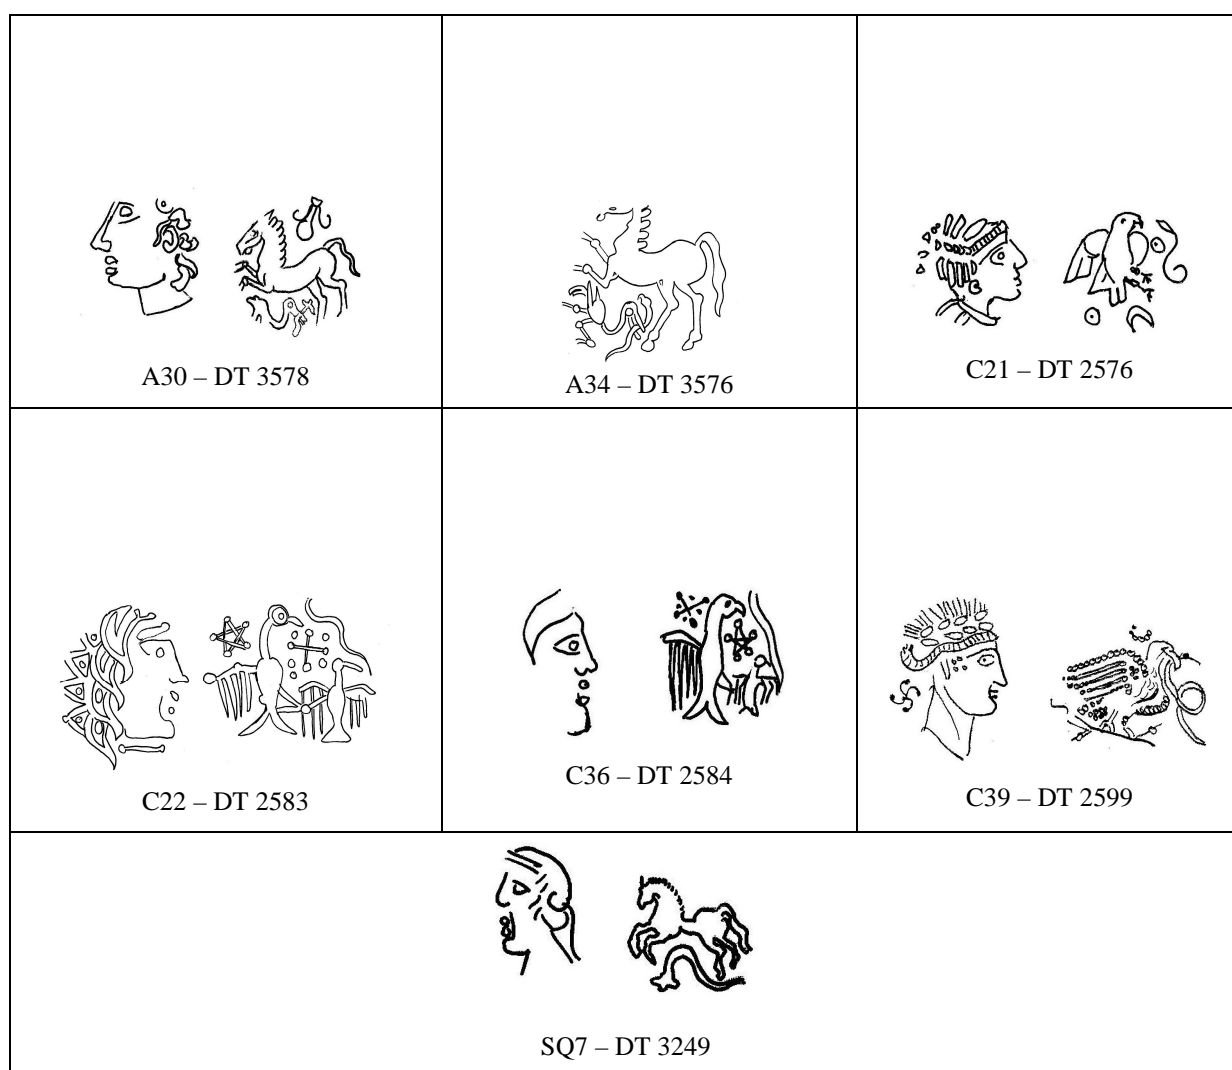 A30 – DT 3578
A34 – DT 3576
C21 – DT 2576
C22 – DT 2583
C36 – DT 2584
C39 – DT 2599
SQ7 – DT 3249